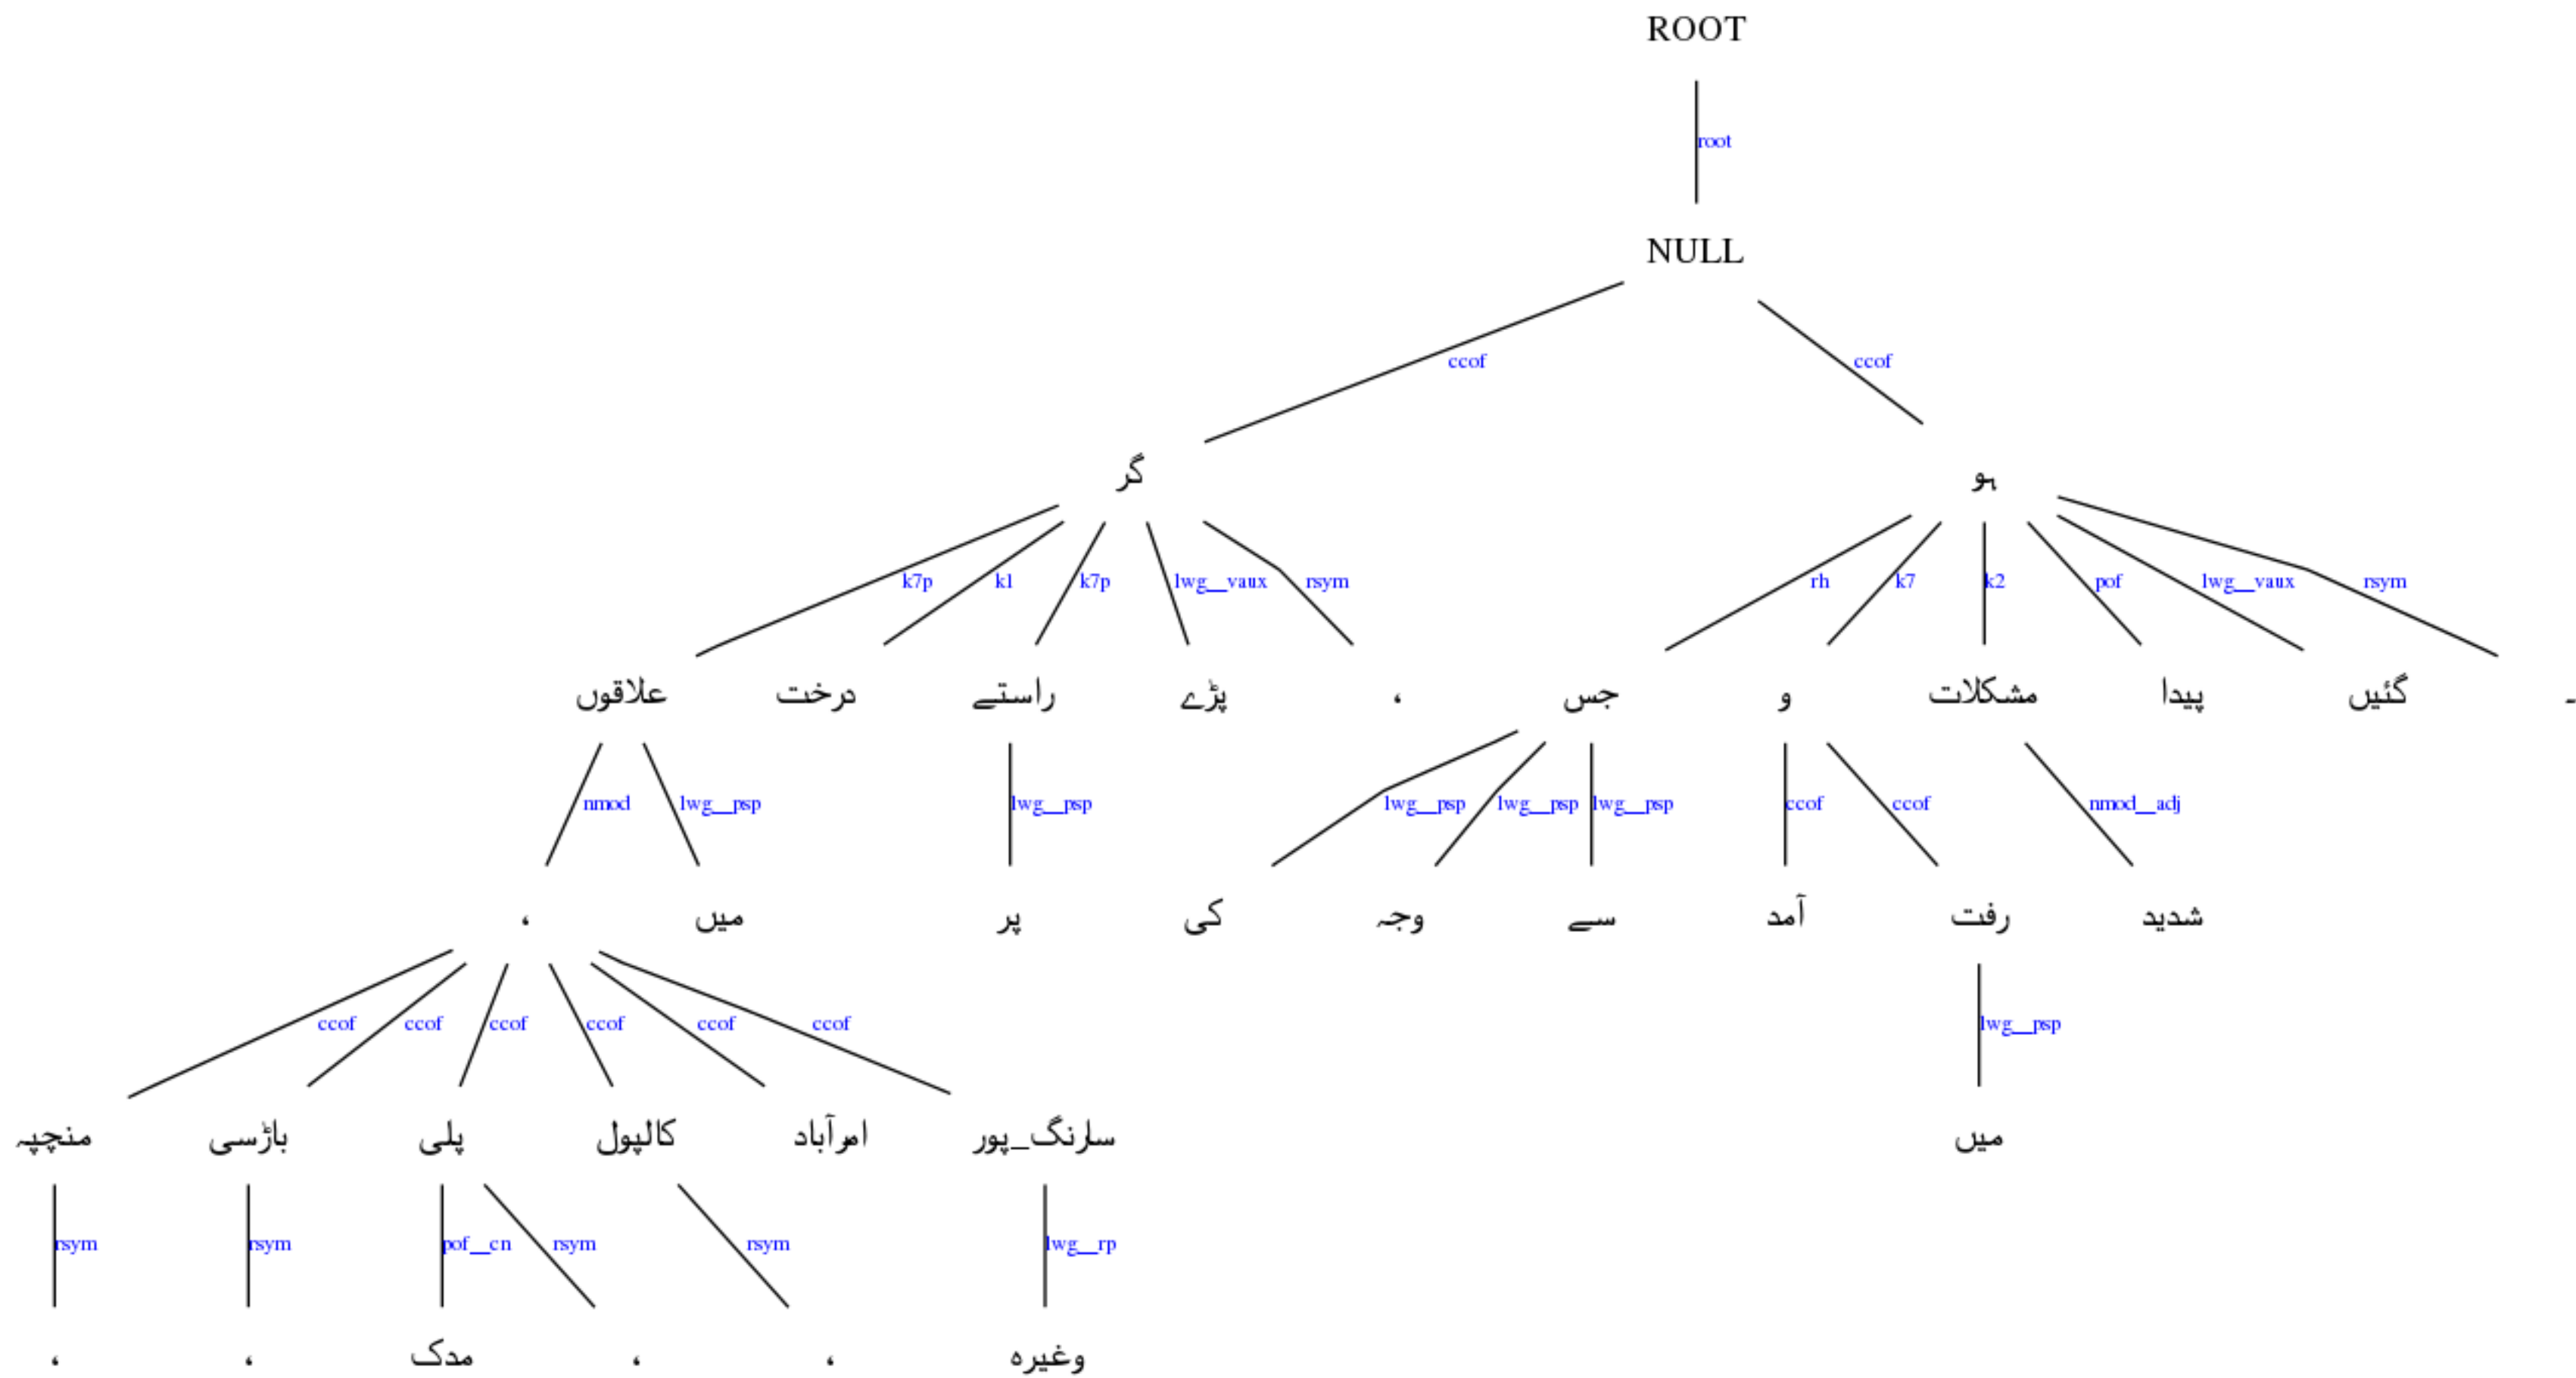 ROOT
root
NULL
ccof ccof
گر ہو
k7p k1 k7p lwg__vaux rsym rh k7 k2 pof lwg__vaux rsym
علاقوں درخت راستے پڑے ، جس و مشکلات پیدا گئیں ۔
nmod lwg__psp lwg__psp lwg__psp lwg__psp lwg__psp ccof ccof nmod__adj
، میں پر کی وجہ سے آمد رفت شدید
ccof ccof ccof ccof ccof ccof lwg__psp
منچپہ باڑسی پلی کالپول امرآباد سارنگ_پور میں
rsym rsym pof__cn rsym rsym lwg__rp
، ، مدک ، ، وغیرہ